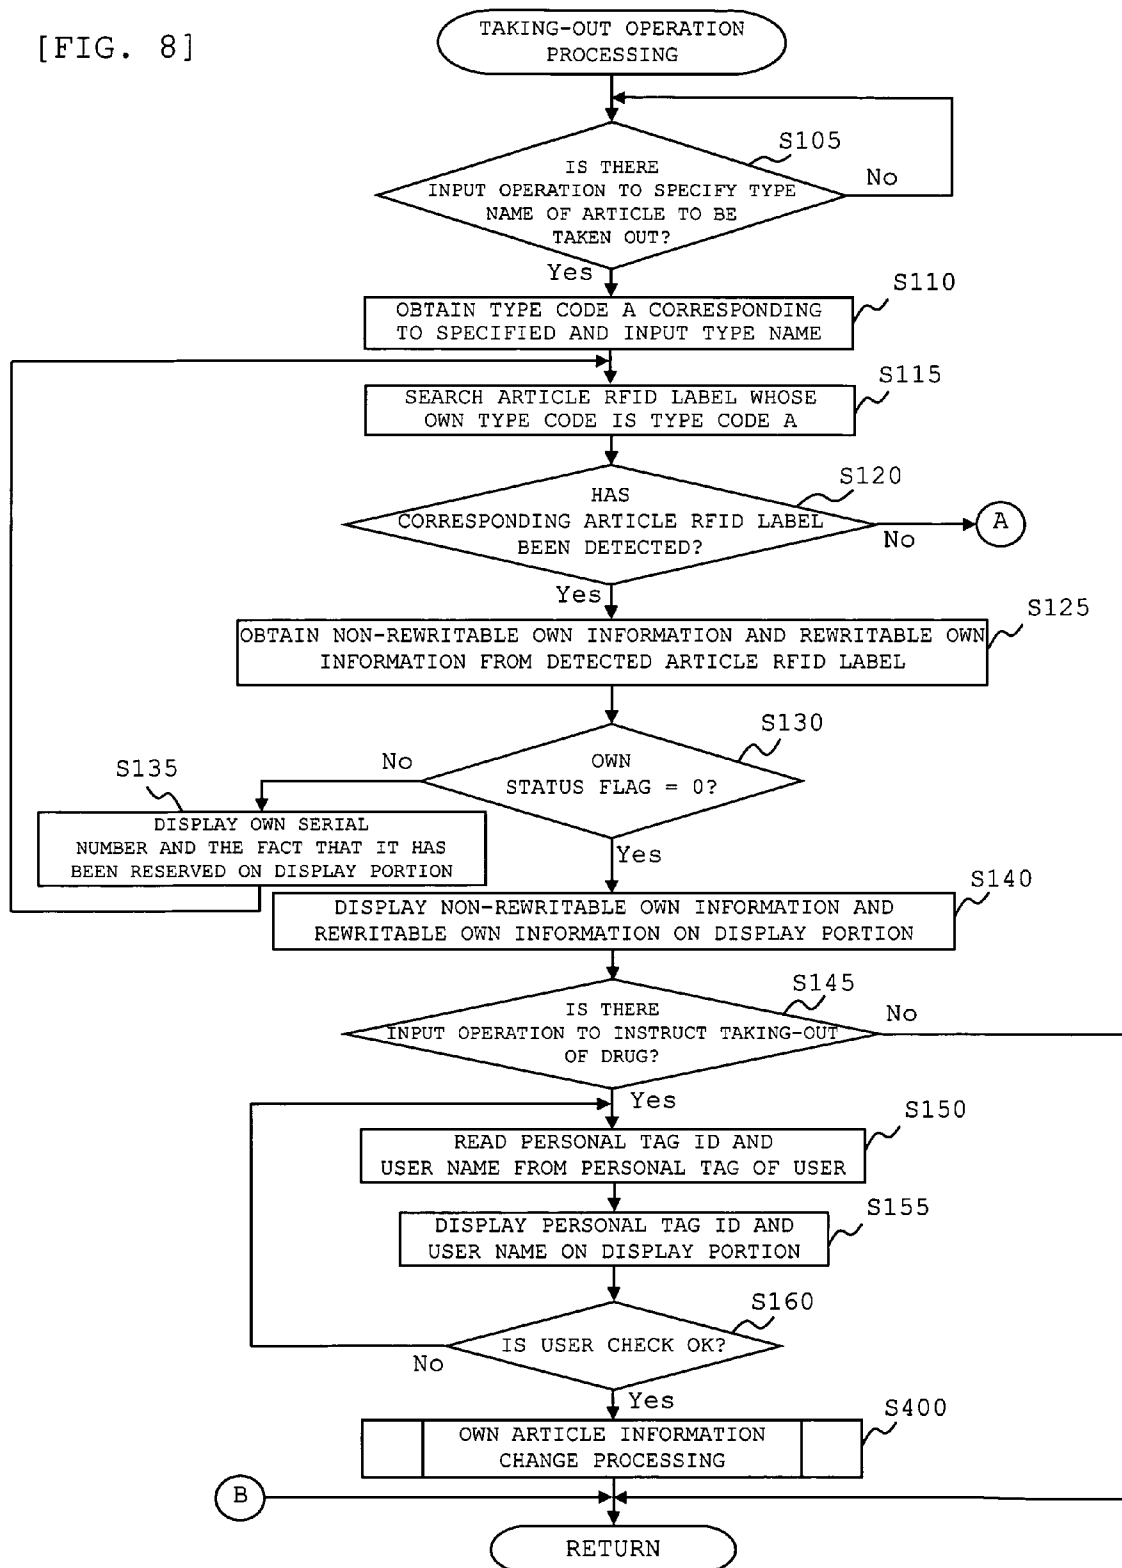 [FIG. 8]
TAKING-OUT OPERATION
PROCESSING
S105
IS THERE
INPUT OPERATION TO SPECIFY TYPE
NAME OF ARTICLE TO BE
TAKEN OUT?
No
Yes
S110
OBTAIN TYPE CODE A CORRESPONDING
TO SPECIFIED AND INPUT TYPE NAME
S115
SEARCH ARTICLE RFID LABEL WHOSE
OWN TYPE CODE IS TYPE CODE A
S120
HAS
CORRESPONDING ARTICLE RFID LABEL
BEEN DETECTED?
No
A
Yes
S125
OBTAIN NON-REWRITABLE OWN INFORMATION AND REWRITABLE OWN
INFORMATION FROM DETECTED ARTICLE RFID LABEL
S130
OWN
STATUS FLAG = 0?
No
S135
DISPLAY OWN SERIAL
NUMBER AND THE FACT THAT IT HAS
BEEN RESERVED ON DISPLAY PORTION
Yes
S140
DISPLAY NON-REWRITABLE OWN INFORMATION AND
REWRITABLE OWN INFORMATION ON DISPLAY PORTION
S145
IS THERE
INPUT OPERATION TO INSTRUCT TAKING-OUT
OF DRUG?
No
Yes
S150
READ PERSONAL TAG ID AND
USER NAME FROM PERSONAL TAG OF USER
S155
DISPLAY PERSONAL TAG ID AND
USER NAME ON DISPLAY PORTION
S160
IS USER CHECK OK?
No
Yes
S400
OWN ARTICLE INFORMATION
CHANGE PROCESSING
B
RETURN